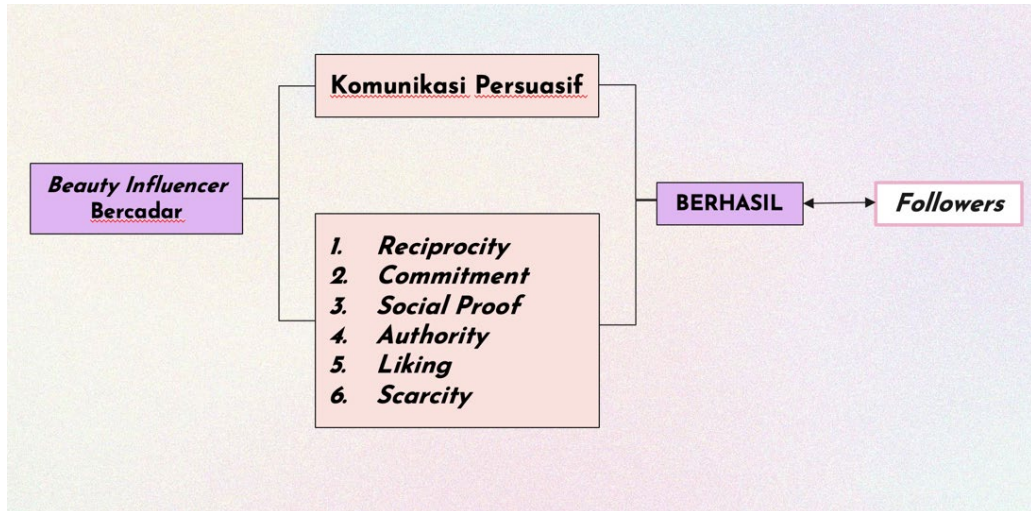 Komunikasi Persuasif
Beauty Influencer
Bercadar
1. Reciprocity
2. Commitment
3. Social Proof
4. Authority
5. Liking
6. Scarcity
BERHASIL
Followers